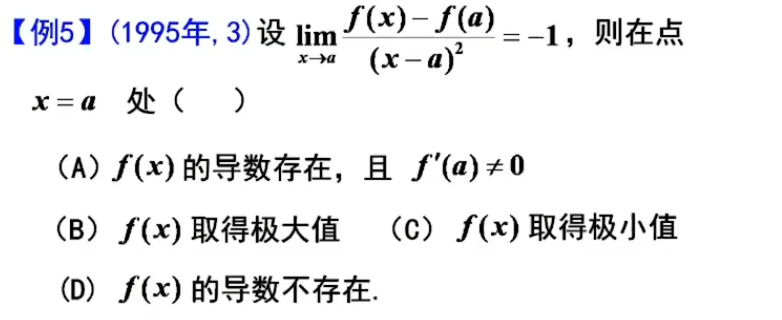 【例5】(1995年, 3) 设 $\lim\limits_{x \to a} \frac{f(x)-f(a)}{(x-a)^2} = -1$，则在点
$x = a$ 处（ ）
（A）$f(x)$ 的导数存在，且 $f'(a) \neq 0$
（B）$f(x)$ 取得极大值 （C）$f(x)$ 取得极小值
（D）$f(x)$ 的导数不存在.